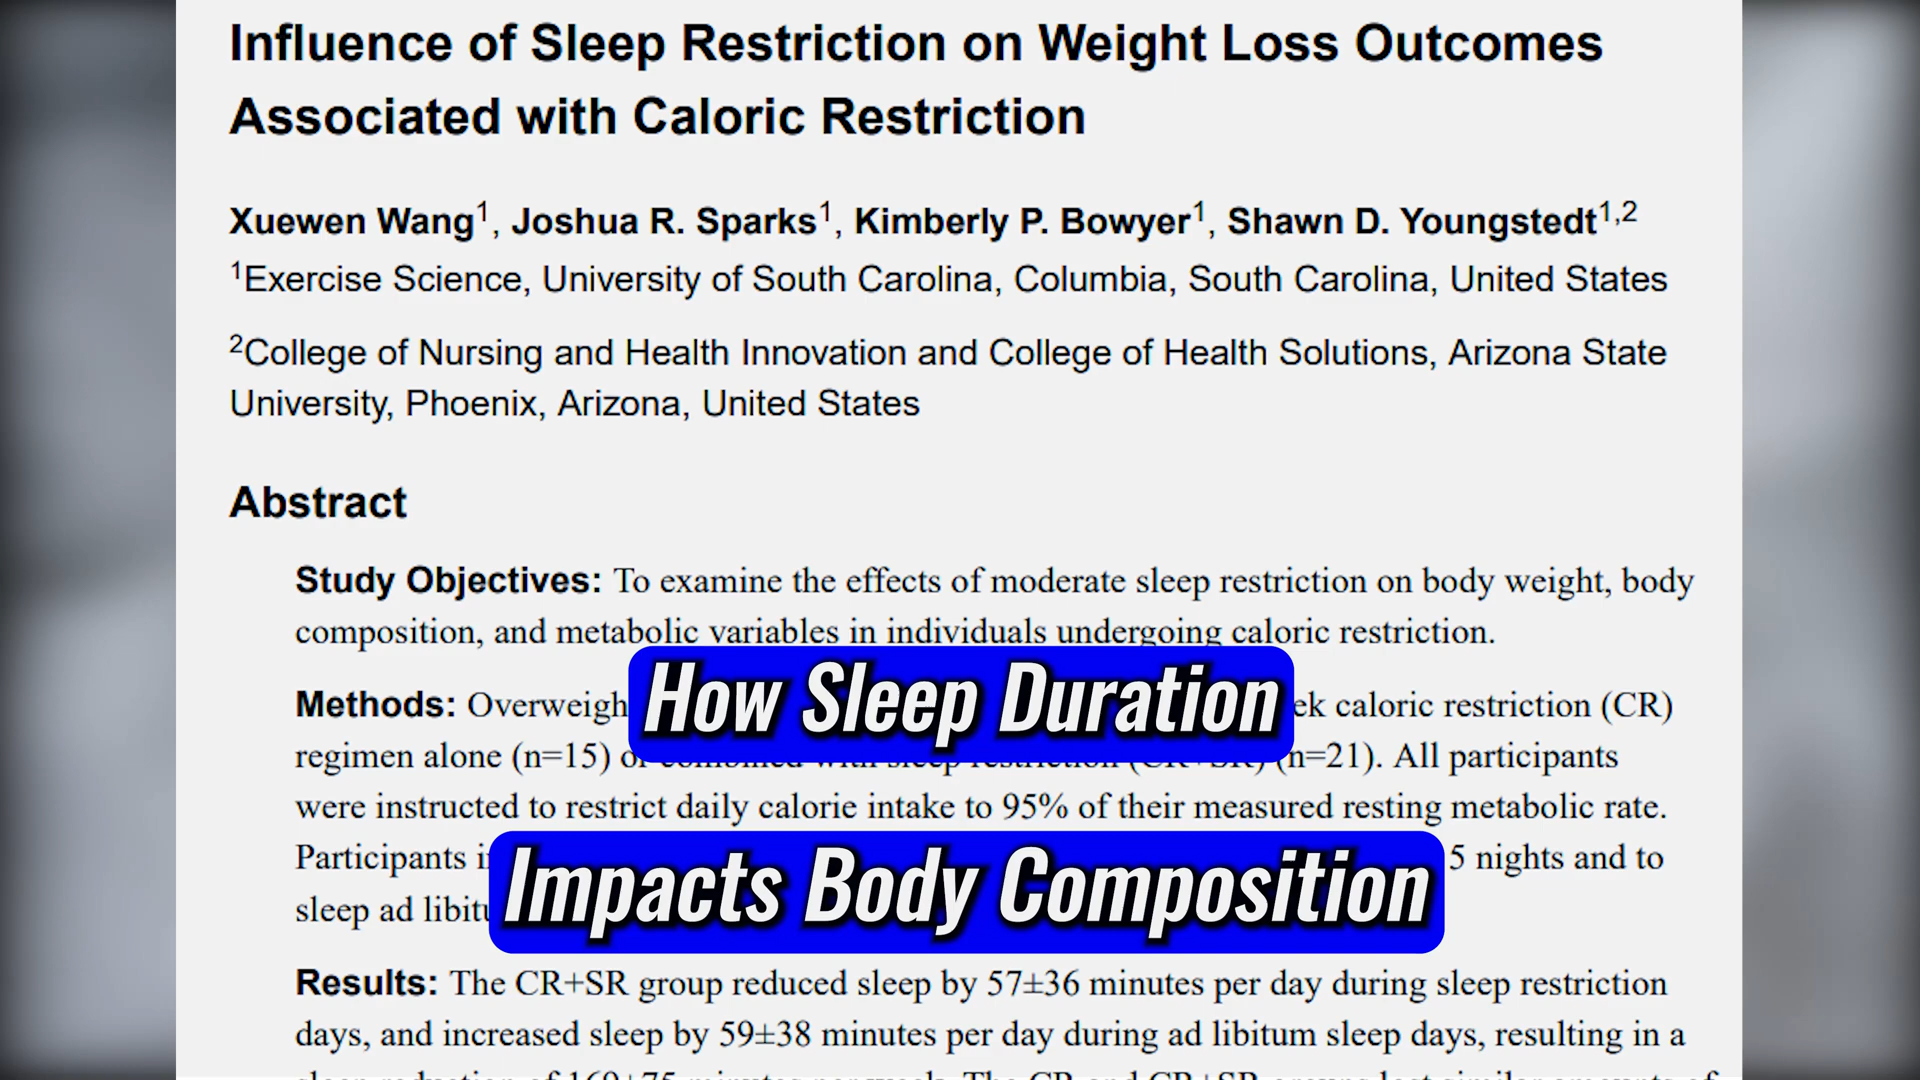 Influence of Sleep Restriction on Weight Loss Outcomes
Associated with Caloric Restriction
Xuewen Wang1, Joshua R. Sparks1, Kimberly P. Bowyer1, Shawn D. Youngstedt1,2
1Exercise Science, University of South Carolina, Columbia, South Carolina, United States
2College of Nursing and Health Innovation and College of Health Solutions, Arizona State
University, Phoenix, Arizona, United States
Abstract
Study Objectives: To examine the effects of moderate sleep restriction on body weight, body
composition, and metabolic variables in individuals undergoing caloric restriction.
How Sleep Duration
Methods: caloric restriction (CR)
regimen alone (n=15) (n=21). All participants
were instructed to restrict daily calorie intake to 95% of their measured resting metabolic rate.
Impacts Body Composition
Participants 5 nights and to
sleep ad
Results: The CR+SR group reduced sleep by 57±36 minutes per day during sleep restriction
days, and increased sleep by 59±38 minutes per day during ad libitum sleep days, resulting in a